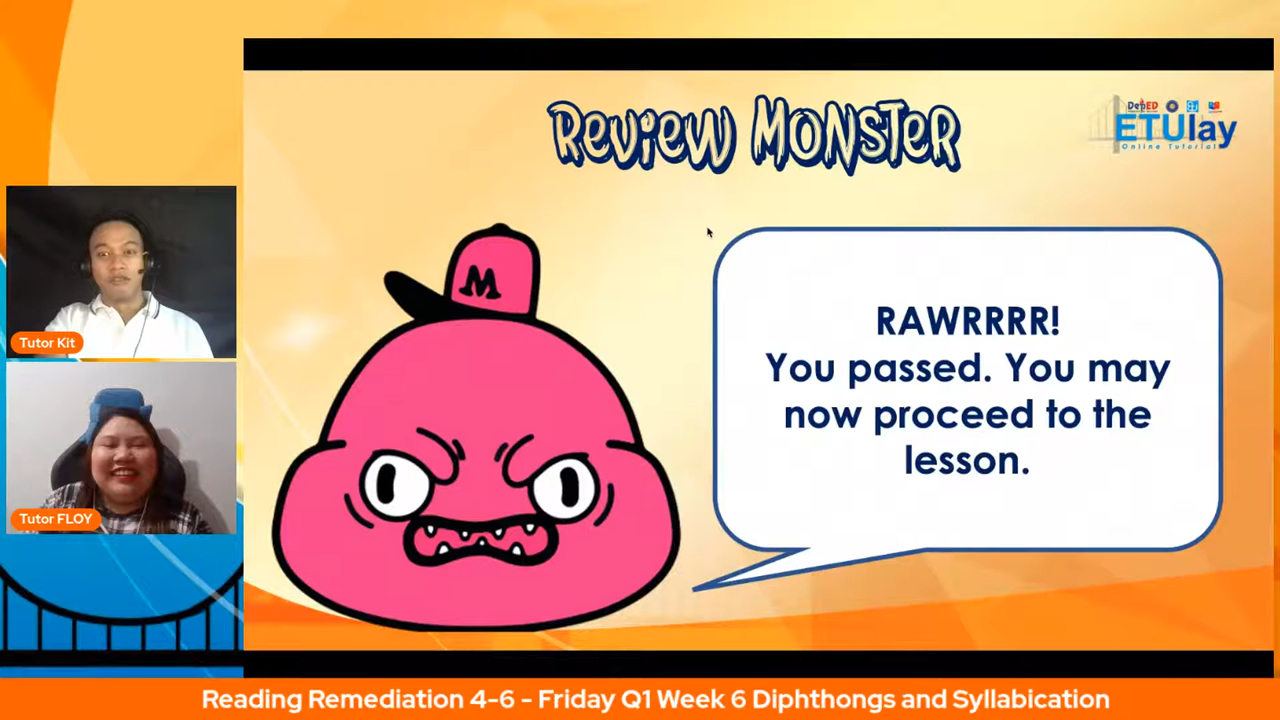 Review MONSTER
DepED
ETUlay
Online Tutorial
M
RAWRRRR!
You passed. You may
now proceed to the
lesson.
Tutor Kit
Tutor FLOY
Reading Remediation 4-6 - Friday Q1 Week 6 Diphthongs and Syllabication